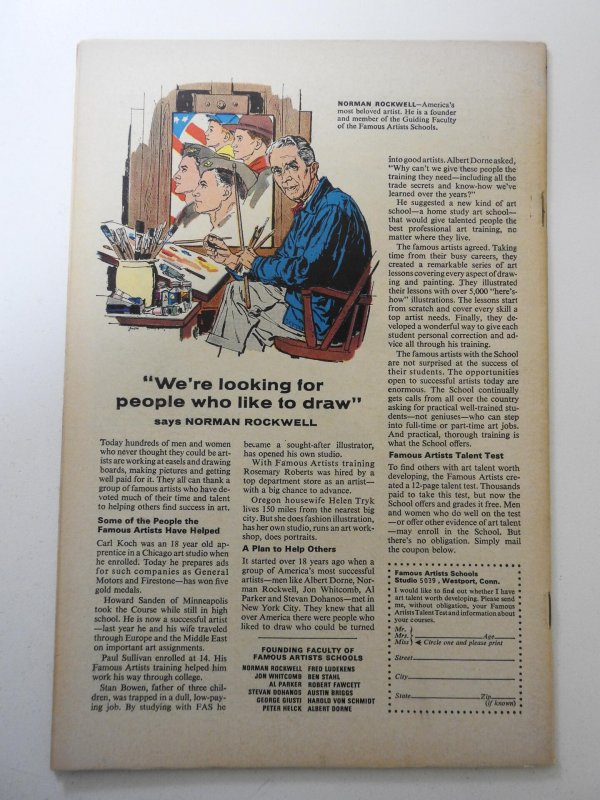 NORMAN ROCKWELL—America's
most beloved artist. He is a founder
and member of the Guiding Faculty
of the Famous Artists Schools.
"We're looking for
people who like to draw"
says NORMAN ROCKWELL
Today hundreds of men and women
who never thought they could be art-
ists are working at easels and drawing
boards, making pictures and getting
well paid for it. They all can thank a
group of famous artists who have de-
voted much of their time and talent
to helping others find success in art.
Some of the People the
Famous Artists Have Helped
Carl Koch was an 18 year old ap-
prentice in a Chicago art studio when
he enrolled. Today he prepares ads
for such companies as General
Motors and Firestone—has won five
gold medals.
Howard Sanden of Minneapolis
took the Course while still in high
school. He is now a successful artist
—last year he and his wife traveled
through Europe and the Middle East
on important art assignments.
Paul Sullivan enrolled at 14. His
Famous Artists training helped him
work his way through college.
Stan Bowen, father of three chil-
dren, was trapped in a dull, low-pay-
ing job. By studying with FAS he
became a sought-after illustrator,
has opened his own studio.
With Famous Artists training
Rosemary Roberts was hired by a
top department store as an artist—
with a big chance to advance.
Oregon housewife Helen Tryk
lives 150 miles from the nearest big
city. But she does fashion illustration,
has her own studio, runs an art work-
shop, does portraits.
A Plan to Help Others
It started over 18 years ago when a
group of America's most successful
artists—men like Albert Dorne, Nor-
man Rockwell, Jon Whitcomb, Al
Parker and Stevan Dohanos—met in
New York City. They knew that all
over America there were people who
liked to draw who could be turned
FOUNDING FACULTY OF
FAMOUS ARTISTS SCHOOLS
NORMAN ROCKWELL FRED LUDEKENS
JON WHITCOMB BEN STAHL
AL PARKER ROBERT FAWCETT
STEVAN DOHANOS AUSTIN BRIGGS
GEORGE GIUSTI HAROLD VON SCHMIDT
PETER HELCK ALBERT DORNE
into good artists. Albert Dorne asked,
"Why can't we give these people the
training they need—including all the
trade secrets and know-how we've
learned over the years?"
He suggested a new kind of art
school—a home study art school—
that would give talented people the
best professional art training, no
matter where they live.
The famous artists agreed. Taking
time from their busy careers, they
created a remarkable series of art
lessons covering every aspect of draw-
ing and painting. They illustrated
their lessons with over 5,000 "here's-
how" illustrations. The lessons start
from scratch and cover every skill a
top artist needs. Finally, they de-
veloped a wonderful way to give each
student personal correction and ad-
vice all through his training.
The famous artists with the School
are not surprised at the success of
their students. The opportunities
open to successful artists today are
enormous. The School continually
gets calls from all over the country
asking for practical well-trained stu-
dents—not geniuses—who can step
into full-time or part-time art jobs.
And practical, thorough training is
what the School offers.
Famous Artists Talent Test
To find others with art talent worth
developing, the Famous Artists cre-
ated a 12-page talent test. Thousands
paid to take this test, but now the
School offers and grades it free. Men
and women who do well on the test
—or offer other evidence of art talent
—may enroll in the School. But
there's no obligation. Simply mail
the coupon below.
Famous Artists Schools
Studio 5039, Westport, Conn.
I would like to find out whether I have
art talent worth developing. Please send
me, without obligation, your Famous
Artists Talent Test and information about
your courses.
Mr.
Mrs. Age
Miss Circle one and please print
Street
City
State Zip
(if known)